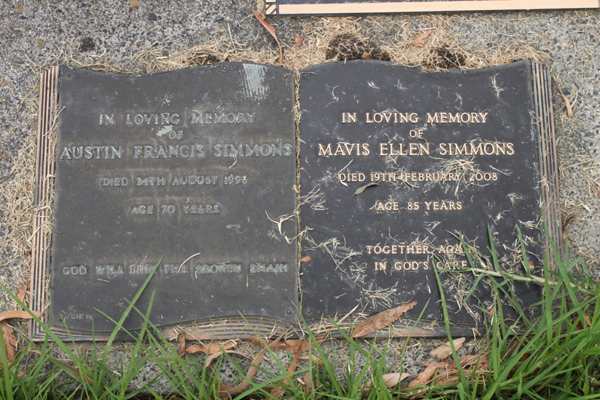 IN LOVING MEMORY
OF
AUSTIN FRANCIS SIMMONS
DIED 24TH AUGUST 1993
AGE 70 YEARS
GOD WILL LINK THE BROKEN CHAIN
IN LOVING MEMORY
OF
MAVIS ELLEN SIMMONS
DIED 19TH FEBRUARY 2008
AGE 85 YEARS
TOGETHER
IN GOD'S CARE